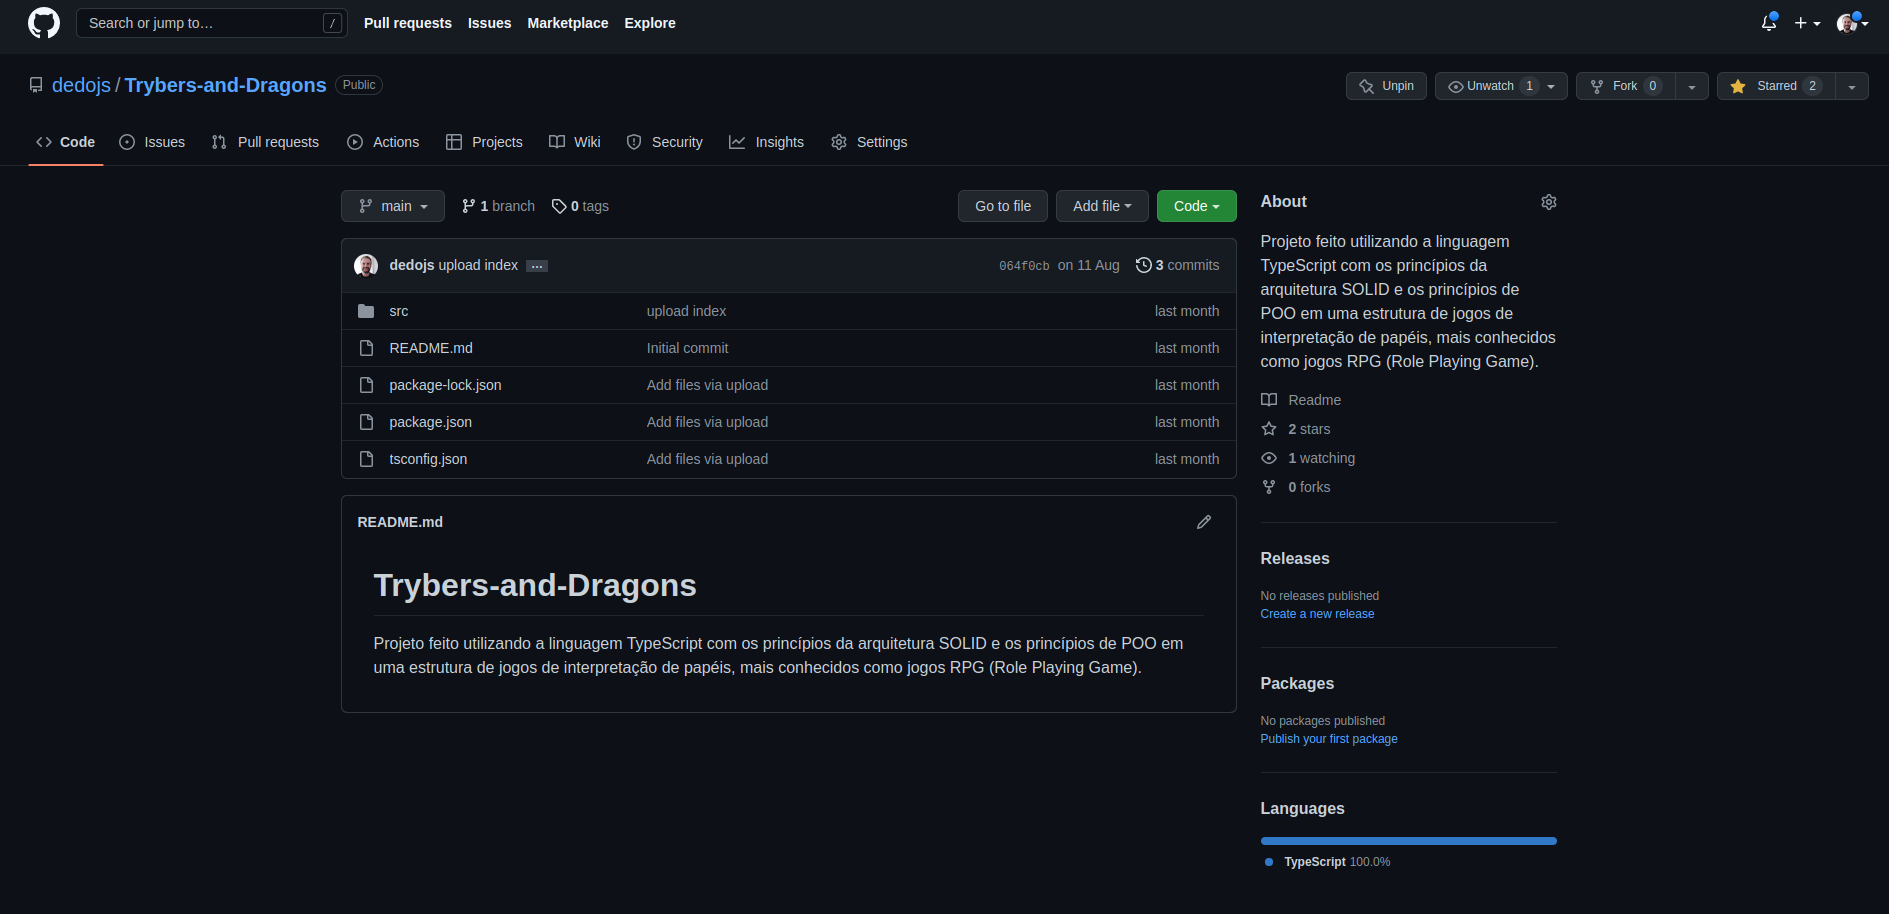 Search or jump to… /
Pull requests Issues Marketplace Explore
dedojs / Trybers-and-Dragons Public
Unpin Unwatch 1 Fork 0 Starred 2
Code Issues Pull requests Actions Projects Wiki Security Insights Settings
main 1 branch 0 tags Go to file Add file Code
dedojs upload index ... 064f0cb on 11 Aug 3 commits
src upload index last month
README.md Initial commit last month
package-lock.json Add files via upload last month
package.json Add files via upload last month
tsconfig.json Add files via upload last month
README.md
Trybers-and-Dragons
Projeto feito utilizando a linguagem TypeScript com os princípios da arquitetura SOLID e os princípios de POO em
uma estrutura de jogos de interpretação de papéis, mais conhecidos como jogos RPG (Role Playing Game).
About
Projeto feito utilizando a linguagem
TypeScript com os princípios da
arquitetura SOLID e os princípios de
POO em uma estrutura de jogos de
interpretação de papéis, mais conhecidos
como jogos RPG (Role Playing Game).
Readme
2 stars
1 watching
0 forks
Releases
No releases published
Create a new release
Packages
No packages published
Publish your first package
Languages
TypeScript 100.0%